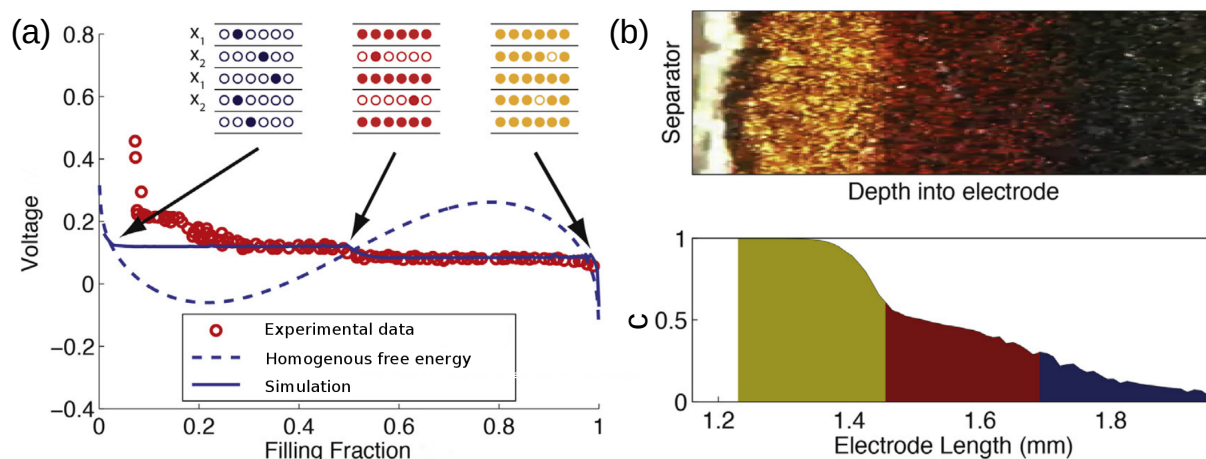 (a)
0.8
0.6
0.4
0.2
0
−0.2
−0.4
Voltage
x1
x2
x1
x2
Experimental data
Homogenous free energy
Simulation
0 0.2 0.4 0.6 0.8 1
Filling Fraction
(b)
Separator
Depth into electrode
1
0.5
0
c
1.2 1.4 1.6 1.8
Electrode Length (mm)